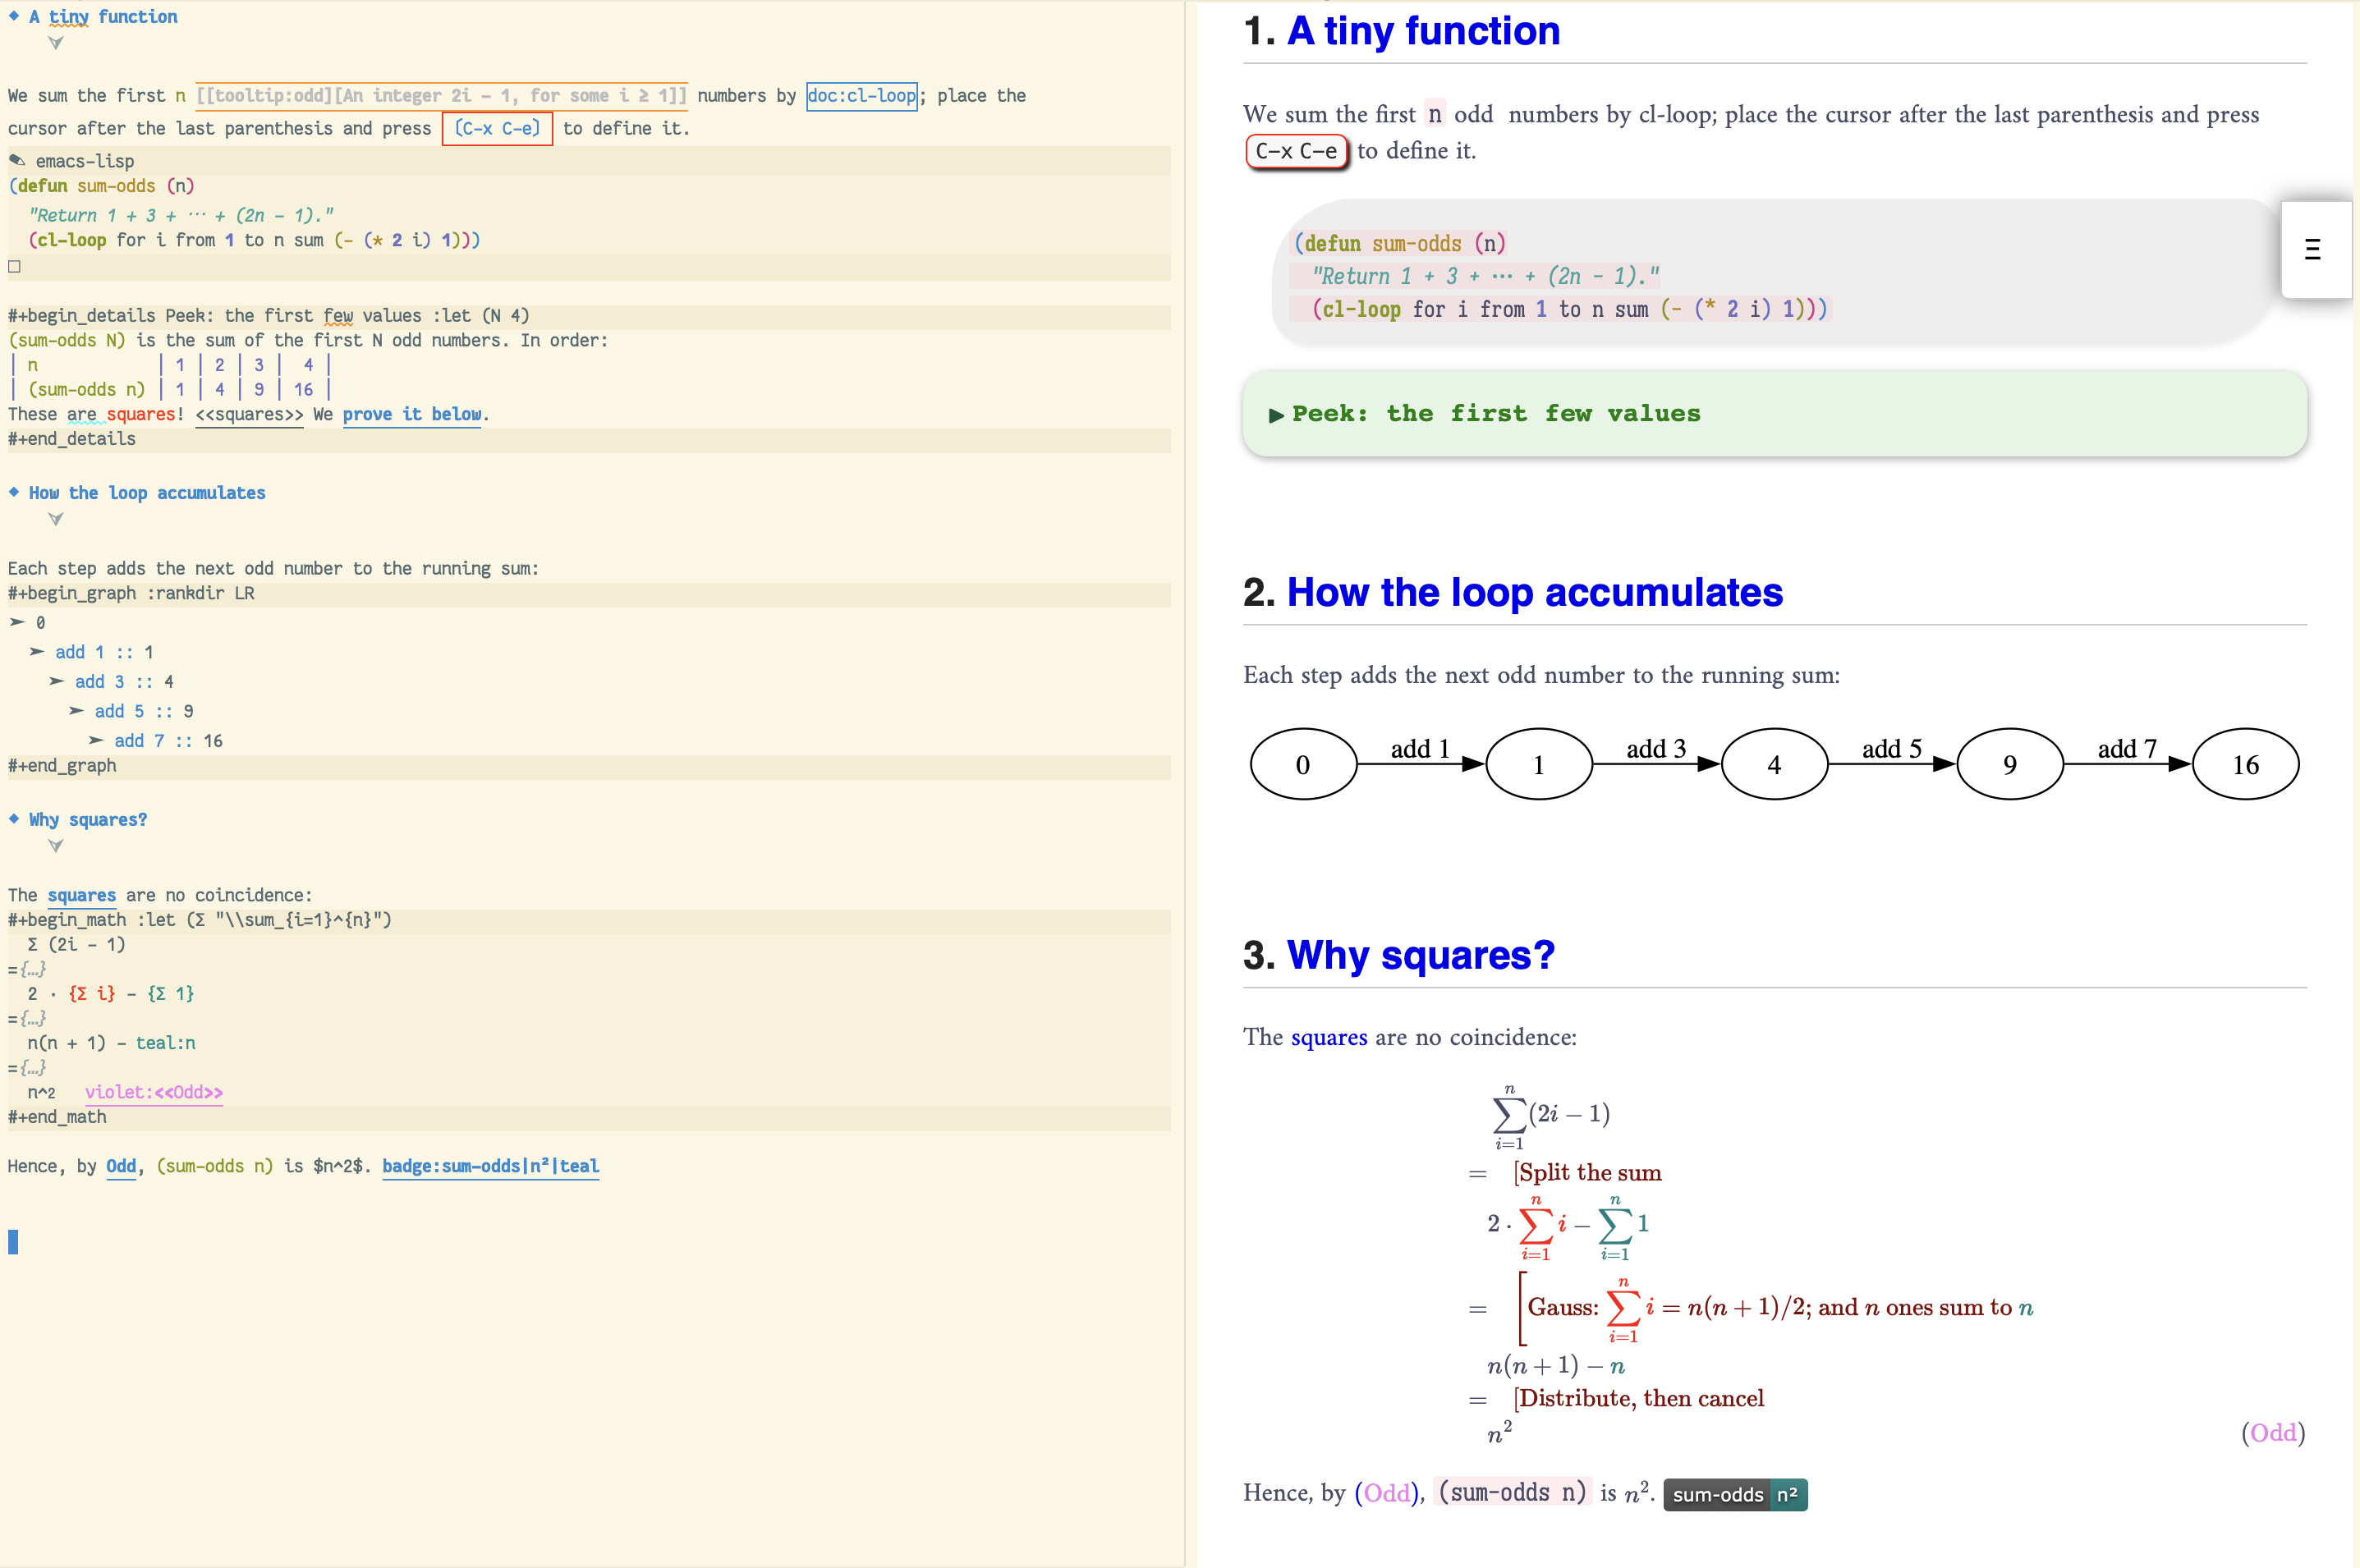 ◆ A tiny function
We sum the first n [[tooltip:odd][An integer 2i − 1, for some i ≥ 1]] numbers by doc:cl-loop; place the
cursor after the last parenthesis and press 〔C-x C-e〕 to define it.
✎ emacs-lisp
(defun sum-odds (n)
"Return 1 + 3 + ⋯ + (2n − 1)."
(cl-loop for i from 1 to n sum (- (* 2 i) 1)))
□
#+begin_details Peek: the first few values :let (N 4)
(sum-odds N) is the sum of the first N odd numbers. In order:
| n | 1 | 2 | 3 | 4 |
| (sum-odds n) | 1 | 4 | 9 | 16 |
These are squares! <<squares>> We prove it below.
#+end_details
◆ How the loop accumulates
Each step adds the next odd number to the running sum:
#+begin_graph :rankdir LR
➤ 0
➤ add 1 :: 1
➤ add 3 :: 4
➤ add 5 :: 9
➤ add 7 :: 16
#+end_graph
◆ Why squares?
The squares are no coincidence:
#+begin_math :let (Σ "\\sum_{i=1}^{n}")
Σ (2i − 1)
={…}
2 · {Σ i} − {Σ 1}
={…}
n(n + 1) − teal:n
={…}
n^2 violet:<<Odd>>
#+end_math
Hence, by Odd, (sum-odds n) is $n^2$. badge:sum-odds|n²|teal
1. A tiny function
We sum the first n odd numbers by cl-loop; place the cursor after the last parenthesis and press
C-x C-e to define it.
(defun sum-odds (n)
"Return 1 + 3 + ⋯ + (2n − 1)."
(cl-loop for i from 1 to n sum (- (* 2 i) 1)))
Ξ
▶ Peek: the first few values
2. How the loop accumulates
Each step adds the next odd number to the running sum:
0 add 1 1 add 3 4 add 5 9 add 7 16
3. Why squares?
The squares are no coincidence:
∑_{i=1}^{n} (2i − 1)
= [Split the sum
2 · ∑_{i=1}^{n} i − ∑_{i=1}^{n} 1
= [Gauss: ∑_{i=1}^{n} i = n(n + 1)/2; and n ones sum to n
n(n + 1) − n
= [Distribute, then cancel
n² (Odd)
Hence, by (Odd), (sum-odds n) is n². sum-odds n²